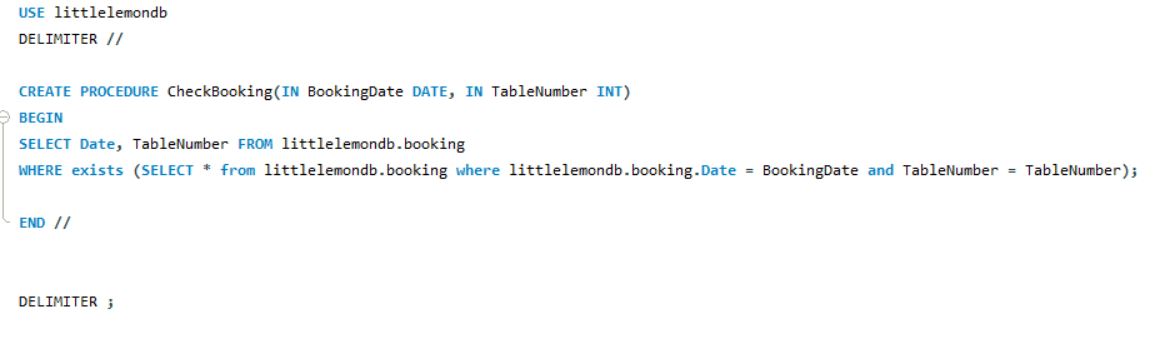 USE littlelemondb
DELIMITER //
CREATE PROCEDURE CheckBooking(IN BookingDate DATE, IN TableNumber INT)
BEGIN
SELECT Date, TableNumber FROM littlelemondb.booking
WHERE exists (SELECT * from littlelemondb.booking where littlelemondb.booking.Date = BookingDate and TableNumber = TableNumber);
END //
DELIMITER ;